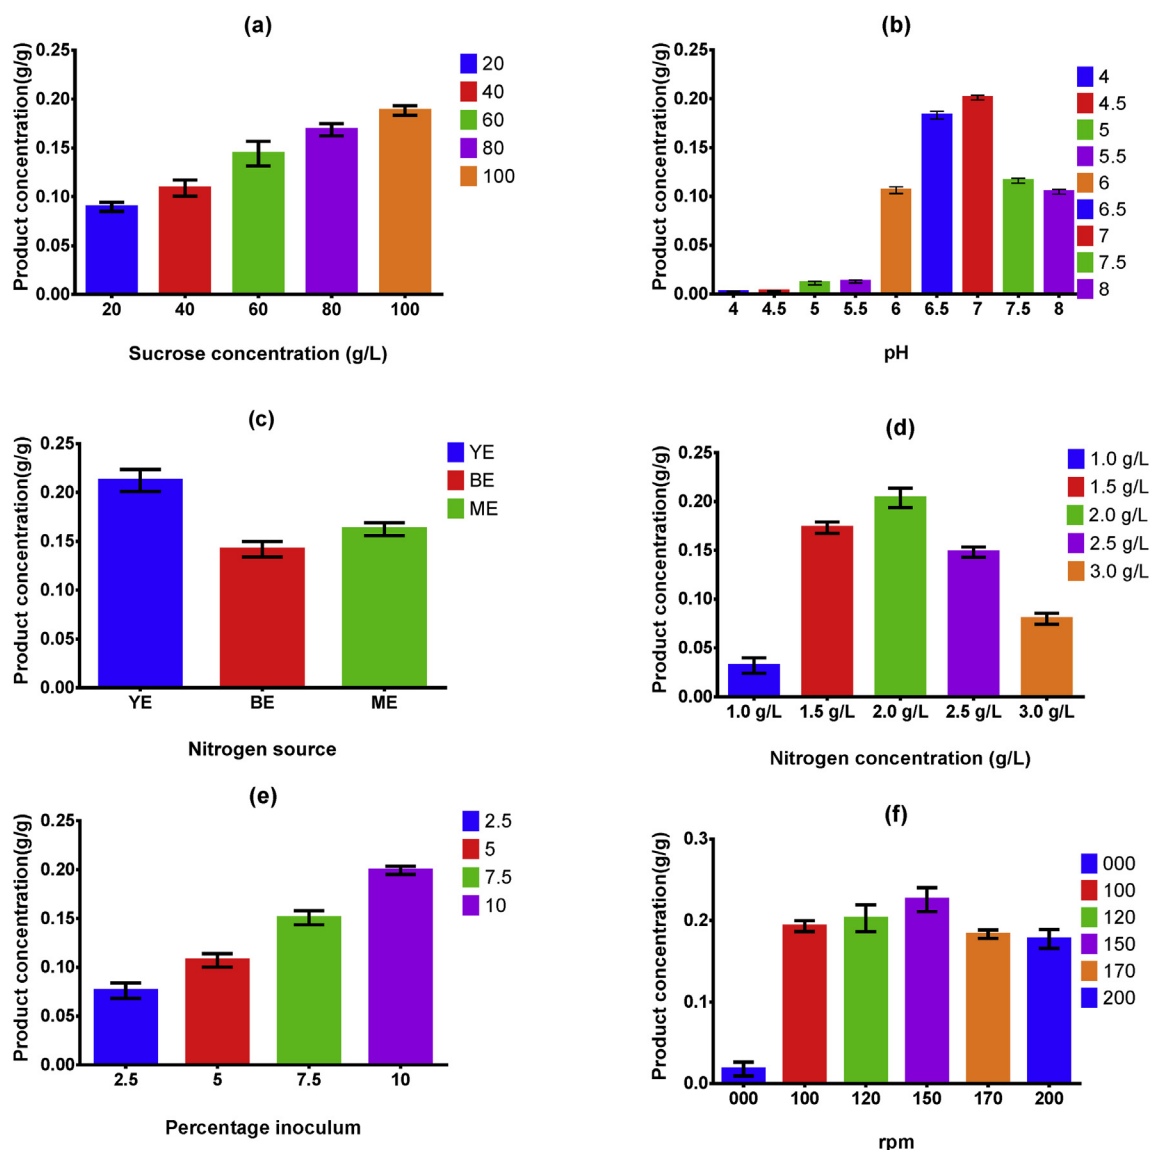 (a)
Product concentration(g/g)
0.25
0.20
0.15
0.10
0.05
0.00
20
40
60
80
100
20 40 60 80 100
Sucrose concentration (g/L)
(b)
Product concentration(g/g)
0.25
0.20
0.15
0.10
0.05
0.00
4
4.5
5
5.5
6
6.5
7
7.5
8
4 4.5 5 5.5 6 6.5 7 7.5 8
pH
(c)
Product concentration(g/g)
0.25
0.20
0.15
0.10
0.05
0.00
YE
BE
ME
YE BE ME
Nitrogen source
(d)
Product concentration(g/g)
0.25
0.20
0.15
0.10
0.05
0.00
1.0 g/L
1.5 g/L
2.0 g/L
2.5 g/L
3.0 g/L
1.0 g/L 1.5 g/L 2.0 g/L 2.5 g/L 3.0 g/L
Nitrogen concentration (g/L)
(e)
Product concentration(g/g)
0.25
0.20
0.15
0.10
0.05
0.00
2.5
5
7.5
10
2.5 5 7.5 10
Percentage inoculum
(f)
Product concentration(g/g)
0.3
0.2
0.1
0.0
000
100
120
150
170
200
000 100 120 150 170 200
rpm